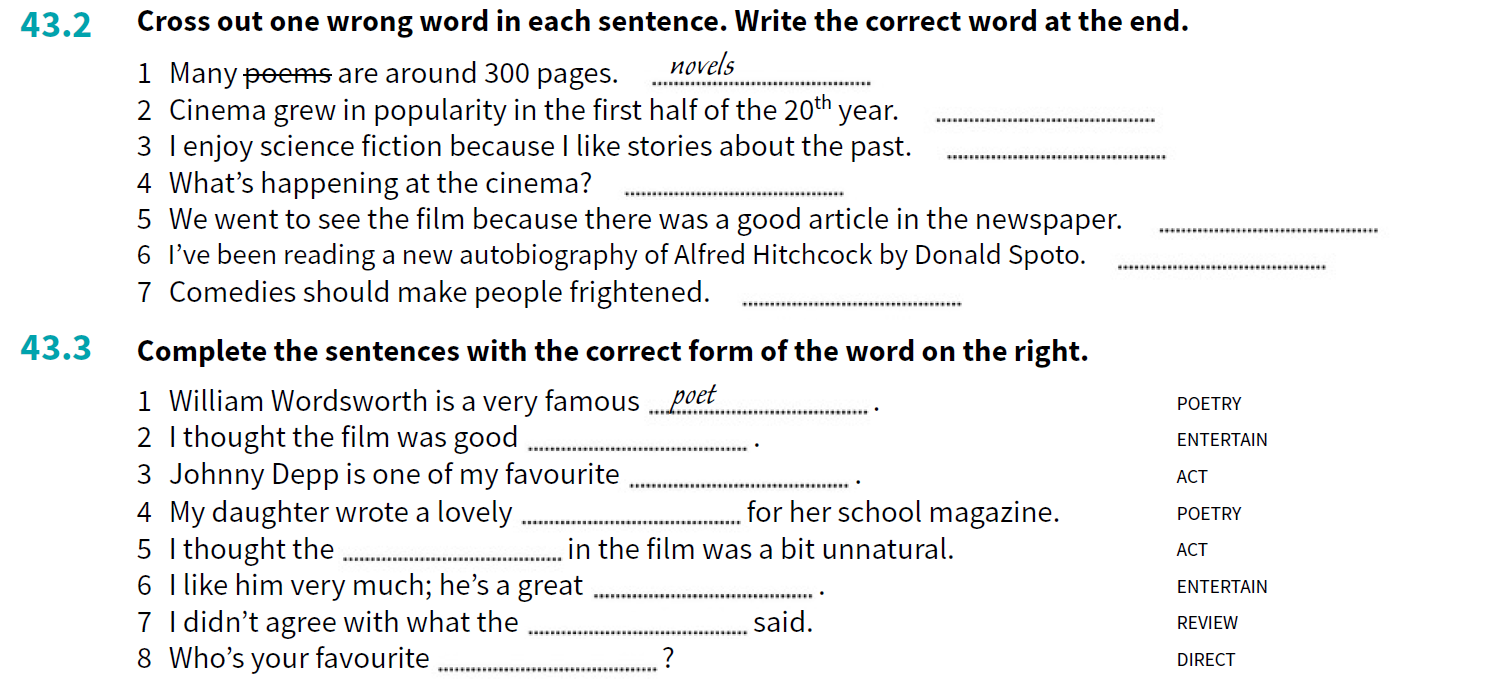 43.2 Cross out one wrong word in each sentence. Write the correct word at the end.
1 Many poems are around 300 pages. novels
2 Cinema grew in popularity in the first half of the 20th year.
3 I enjoy science fiction because I like stories about the past.
4 What's happening at the cinema?
5 We went to see the film because there was a good article in the newspaper.
6 I've been reading a new autobiography of Alfred Hitchcock by Donald Spoto.
7 Comedies should make people frightened.
43.3 Complete the sentences with the correct form of the word on the right.
1 William Wordsworth is a very famous poet . POETRY
2 I thought the film was good . ENTERTAIN
3 Johnny Depp is one of my favourite . ACT
4 My daughter wrote a lovely for her school magazine. POETRY
5 I thought the in the film was a bit unnatural. ACT
6 I like him very much; he's a great . ENTERTAIN
7 I didn't agree with what the said. REVIEW
8 Who's your favourite ? DIRECT